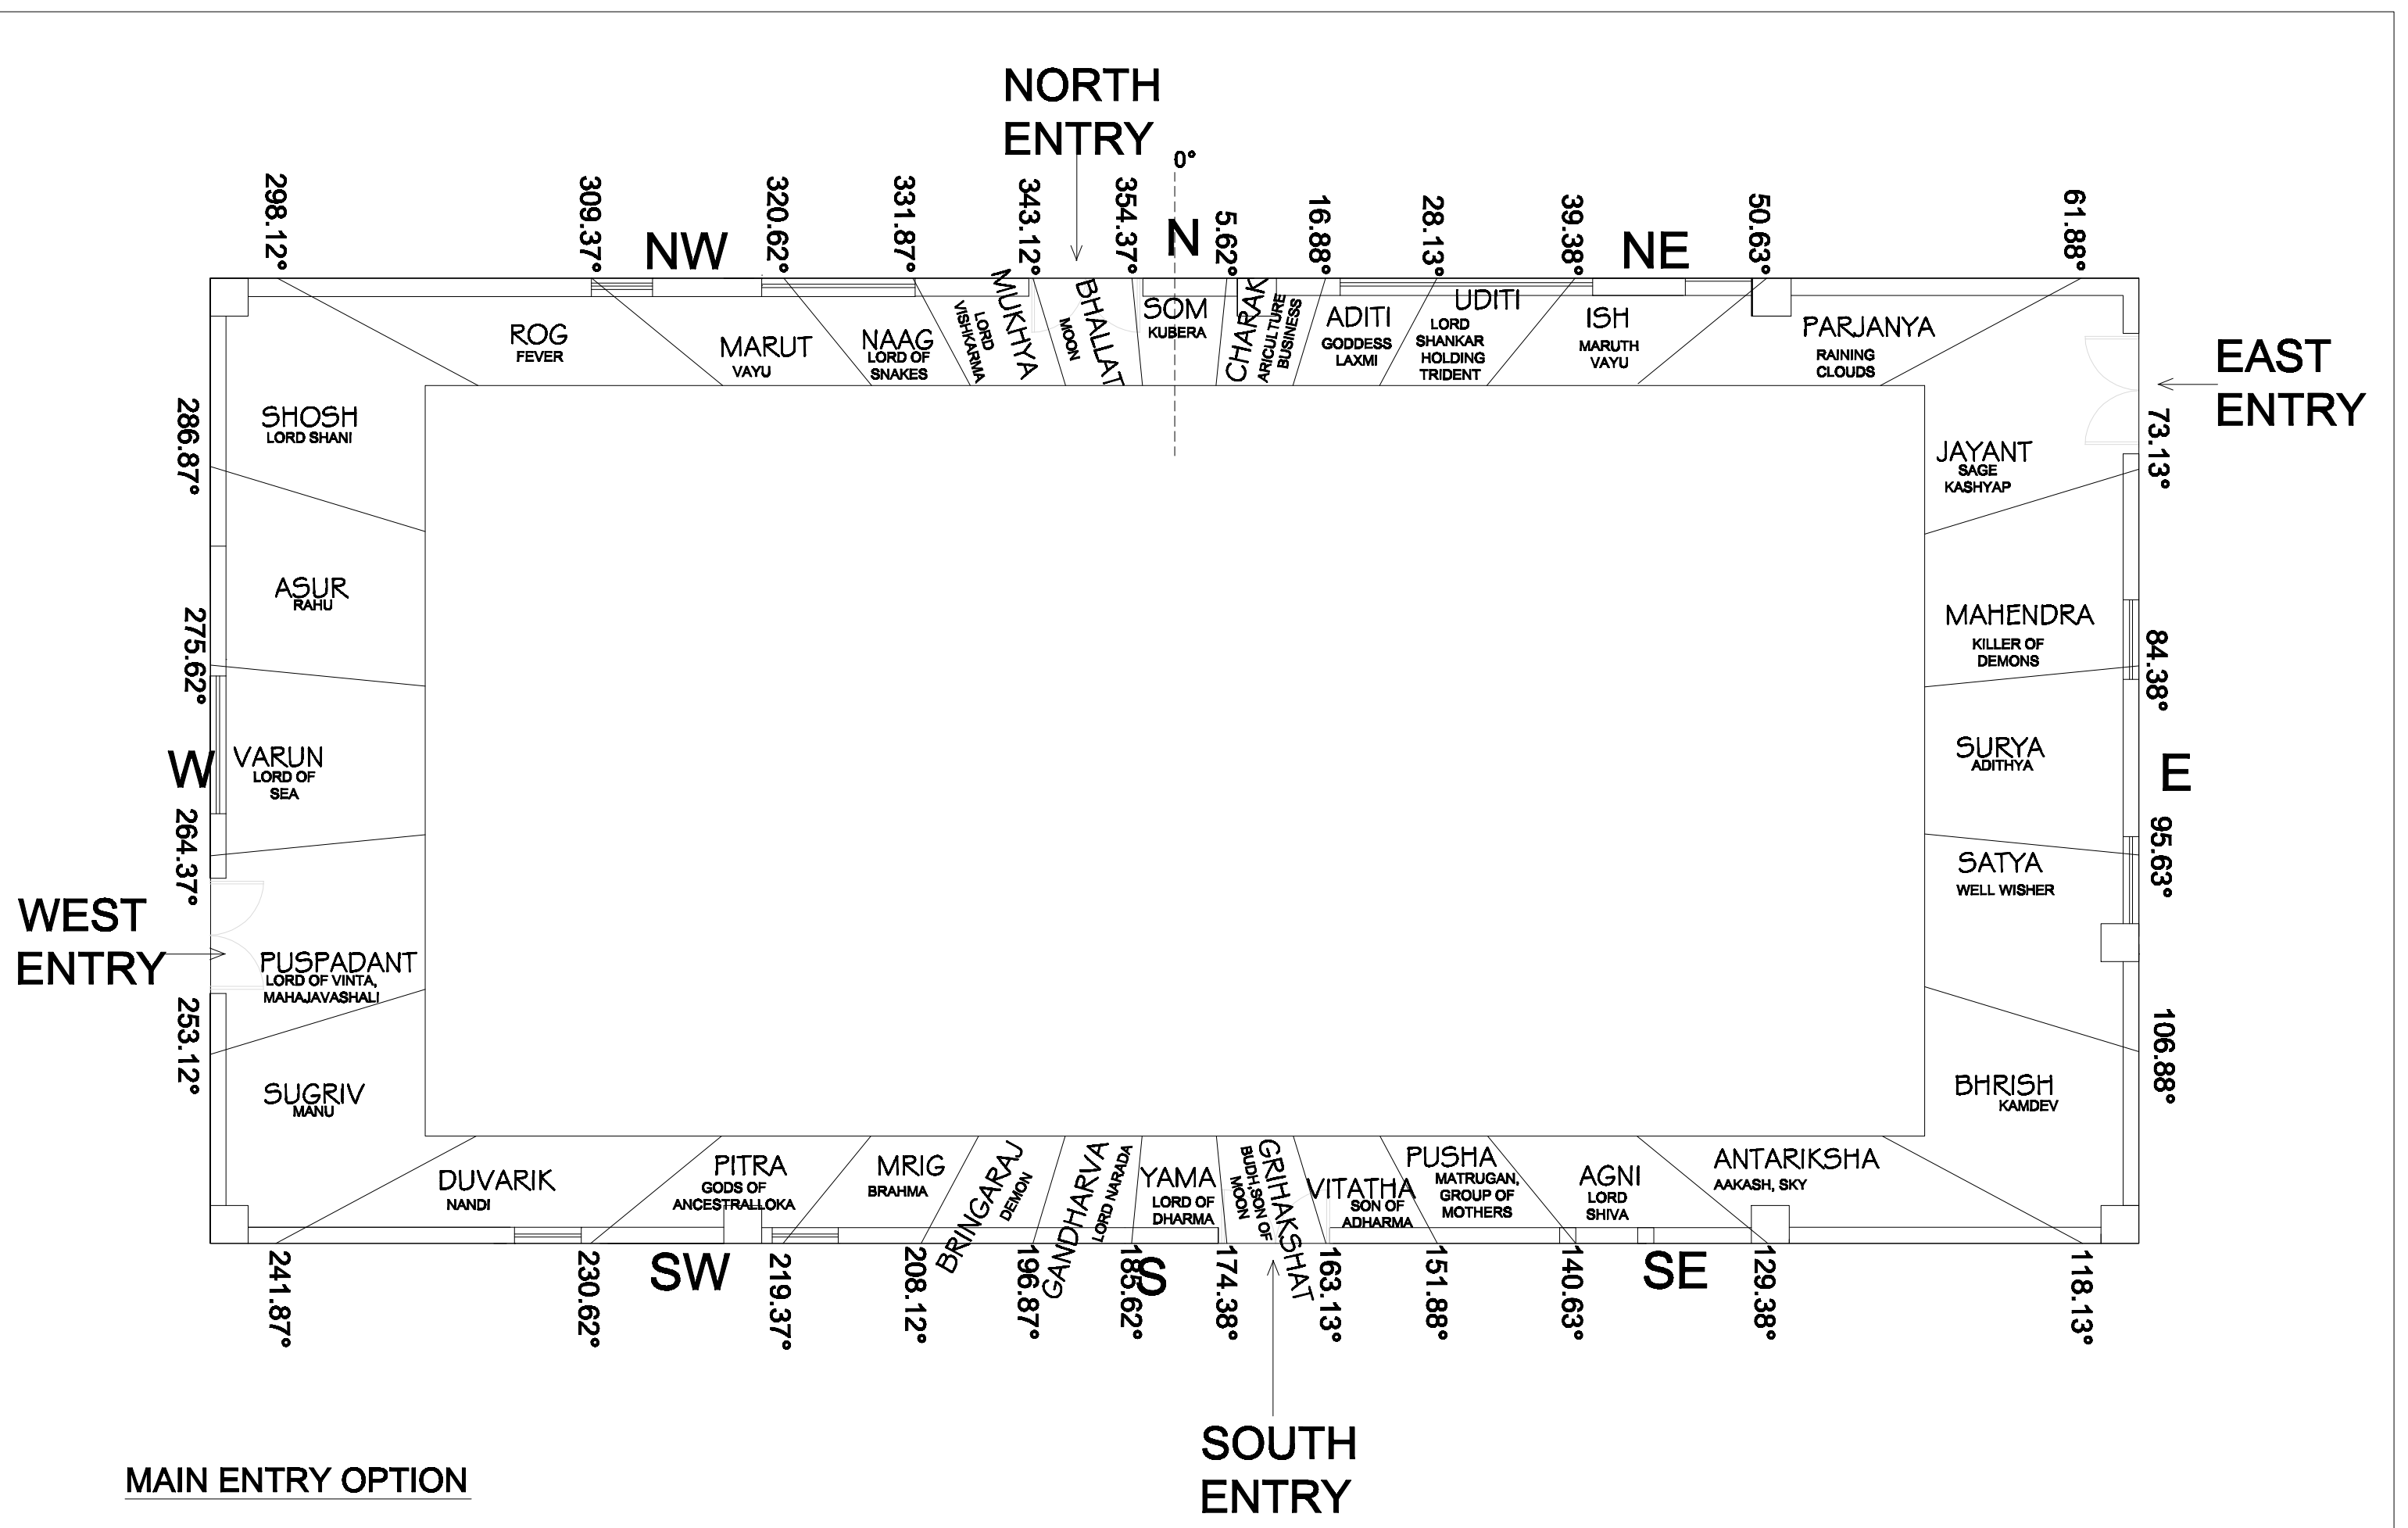 NORTH
ENTRY
0°
298.12°
309.37°
NW
320.62°
331.87°
343.12°
354.37°
N
5.62°
16.88°
28.13°
39.38°
NE
50.63°
61.88°
ROG
FEVER
MARUT
VAYU
NAAG
LORD OF
SNAKES
MUKHYA
LORD
VISHKARMA
BHALLAT
MOON
SOM
KUBERA
CHARAK
ARICULTURE
BUSINESS
ADITI
GODDESS
LAXMI
UDITI
LORD
SHANKAR
HOLDING
TRIDENT
ISH
MARUTH
VAYU
PARJANYA
RAINING
CLOUDS
EAST
ENTRY
SHOSH
LORD SHANI
286.87°
JAYANT
SAGE
KASHYAP
73.13°
ASUR
RAHU
275.62°
MAHENDRA
KILLER OF
DEMONS
84.38°
W
VARUN
LORD OF
SEA
SURYA
ADITHYA
E
264.37°
SATYA
WELL WISHER
95.63°
WEST
ENTRY
PUSPADANT
LORD OF VINTA,
MAHAJAVASHALI
253.12°
106.88°
SUGRIV
MANU
BHRISH
KAMDEV
DUVARIK
NANDI
PITRA
GODS OF
ANCESTRALLOKA
MRIG
BRAHMA
BRINGARAJ
DEMON
GANDHARVA
LORD NARADA
YAMA
LORD OF
DHARMA
GRIHAKSHAT
BUDH,SON OF
MOON
VITATHA
SON OF
ADHARMA
PUSHA
MATRUGAN,
GROUP OF
MOTHERS
AGNI
LORD
SHIVA
ANTARIKSHA
AAKASH, SKY
241.87°
230.62°
SW
219.37°
208.12°
196.87°
185.62°
S
174.38°
163.13°
151.88°
140.63°
SE
129.38°
118.13°
SOUTH
ENTRY
MAIN ENTRY OPTION